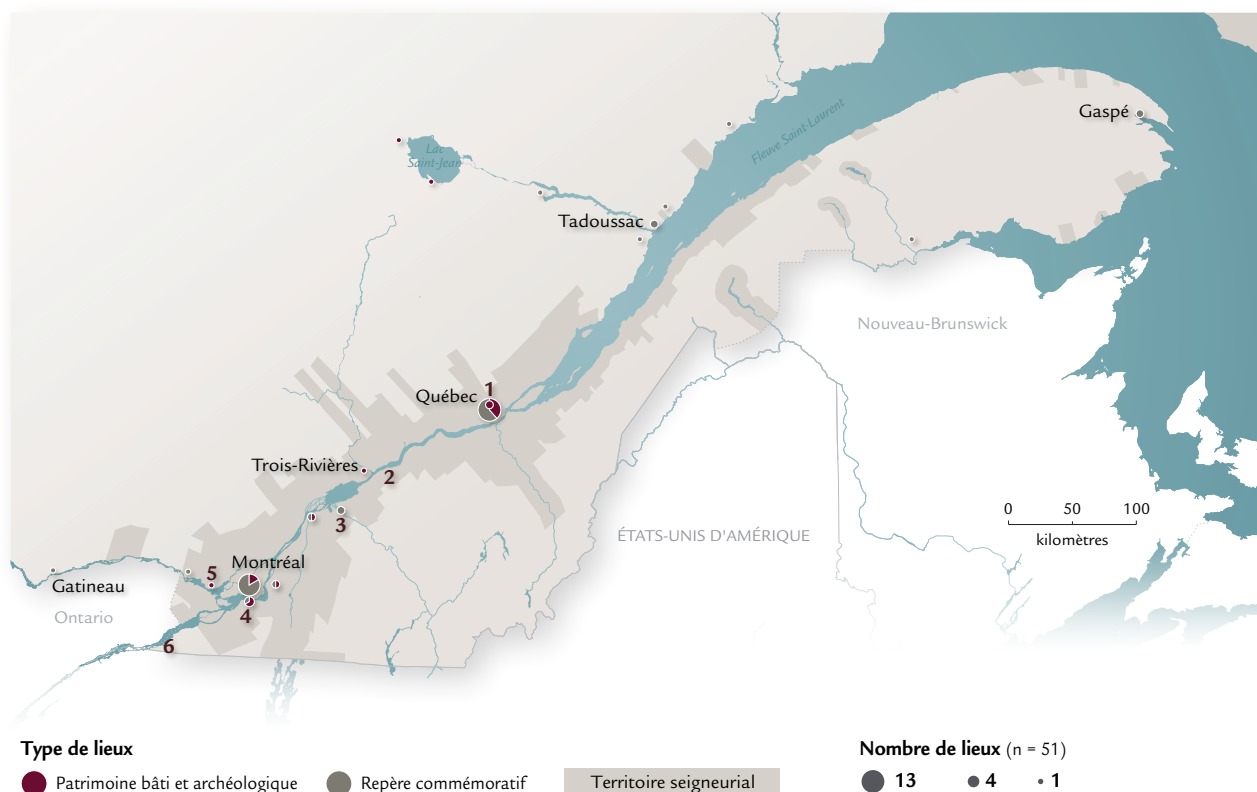 Gaspé
Fleuve Saint-Laurent
Lac
Saint-Jean
Tadoussac
Nouveau-Brunswick
1
Québec
Trois-Rivières
2
3
0 50 100
kilomètres
ÉTATS-UNIS D'AMÉRIQUE
Montréal
5
Gatineau
4
Ontario
6
Type de lieux
Patrimoine bâti et archéologique
Repère commémoratif
Territoire seigneurial
Nombre de lieux (n = 51)
13 4 1